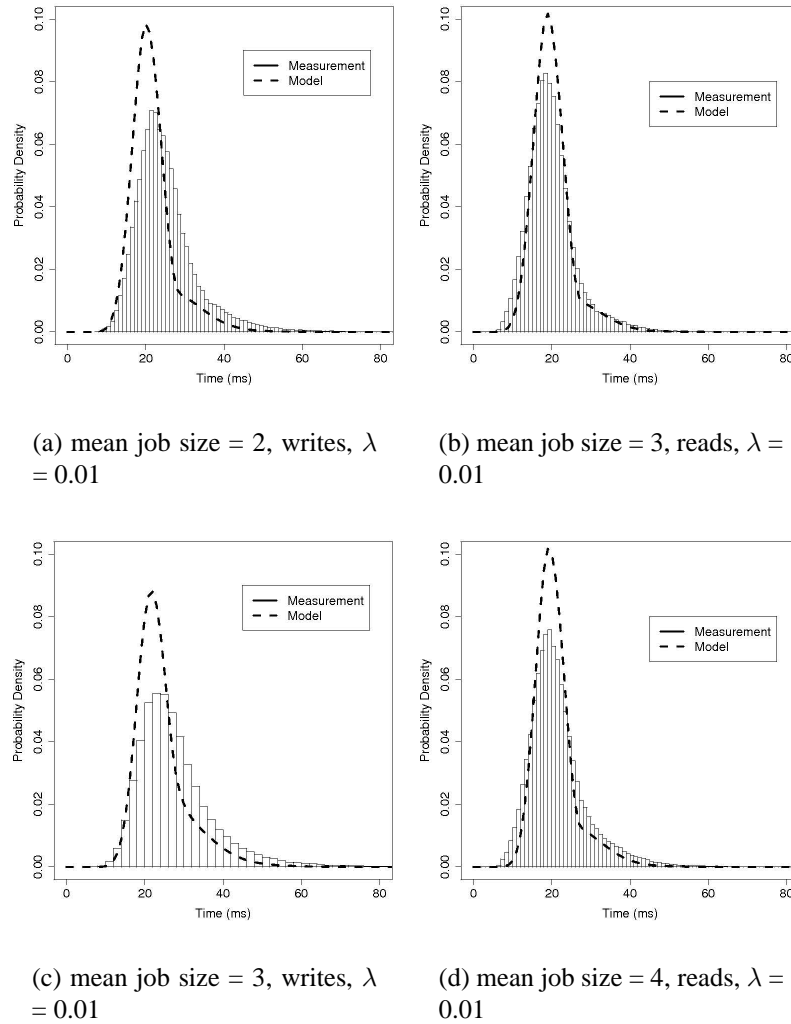 0.10
0.08
0.06
0.04
0.02
0.00
Probability Density
Measurement
Model
0 20 40 60 80
Time (ms)
(a) mean job size = 2, writes, λ
= 0.01
0.10
0.08
0.06
0.04
0.02
0.00
Probability Density
Measurement
Model
0 20 40 60 80
Time (ms)
(b) mean job size = 3, reads, λ =
0.01
0.10
0.08
0.06
0.04
0.02
0.00
Probability Density
Measurement
Model
0 20 40 60 80
Time (ms)
(c) mean job size = 3, writes, λ
= 0.01
0.10
0.08
0.06
0.04
0.02
0.00
Probability Density
Measurement
Model
0 20 40 60 80
Time (ms)
(d) mean job size = 4, reads, λ =
0.01